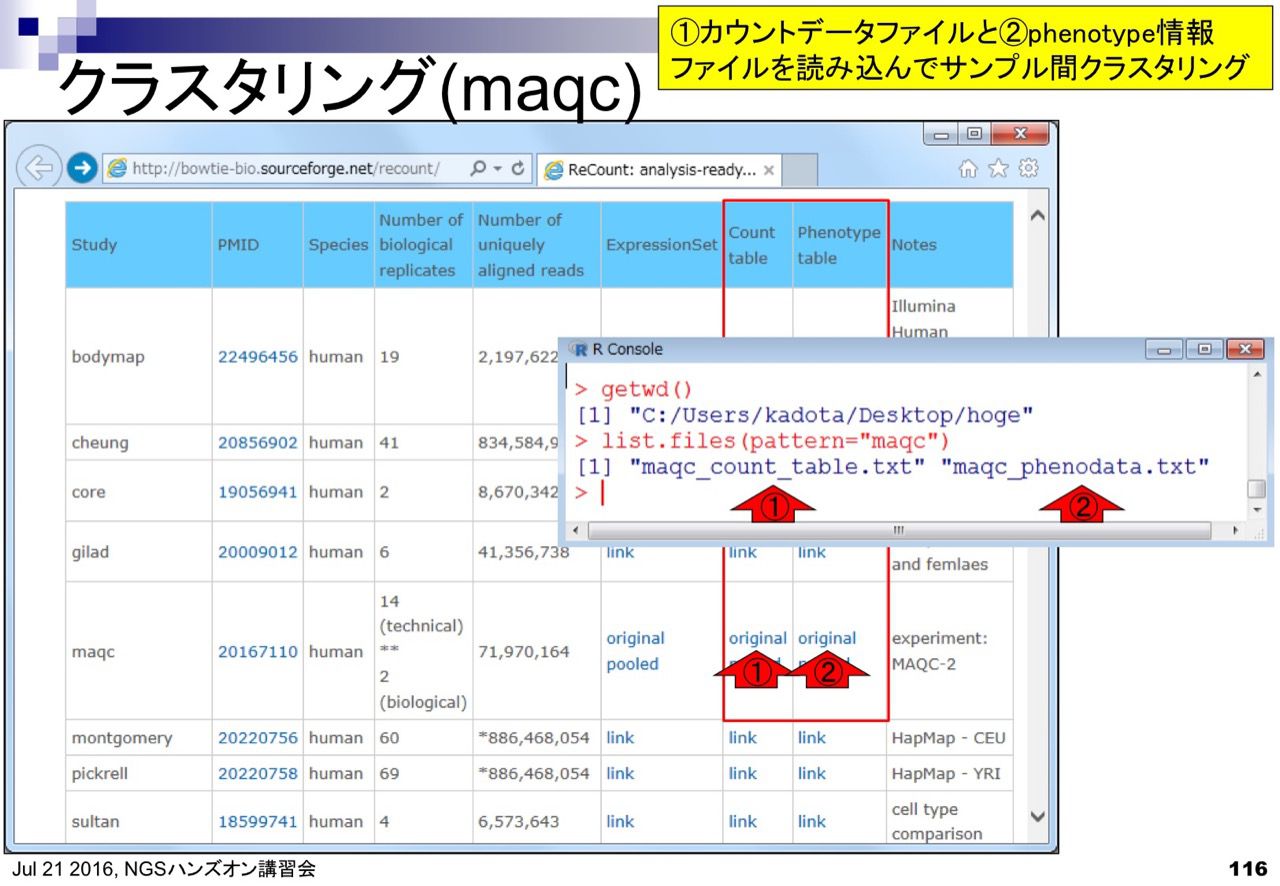 ①カウントデータファイルと②phenotype情報
ファイルを読み込んでサンプル間クラスタリング
クラスタリング(maqc)
http://bowtie-bio.sourceforge.net/recount/
ReCount: analysis-ready...
Study PMID Species Number of biological replicates Number of uniquely aligned reads ExpressionSet Count table Phenotype table Notes
bodymap 22496456 human 19 2,197,622 Illumina Human
cheung 20856902 human 41 834,584,9
core 19056941 human 2 8,670,342
gilad 20009012 human 6 41,356,738 link link link and femlaes
maqc 20167110 human 14 (technical) ** 2 (biological) 71,970,164 original pooled original original experiment: MAQC-2
① ②
montgomery 20220756 human 60 *886,468,054 link link link HapMap - CEU
pickrell 20220758 human 69 *886,468,054 link link link HapMap - YRI
sultan 18599741 human 4 6,573,643 link link link cell type comparison
R Console
> getwd()
[1] "C:/Users/kadota/Desktop/hoge"
> list.files(pattern="maqc")
[1] "maqc_count_table.txt" "maqc_phenodata.txt"
>
① ②
Jul 21 2016, NGSハンズオン講習会
116